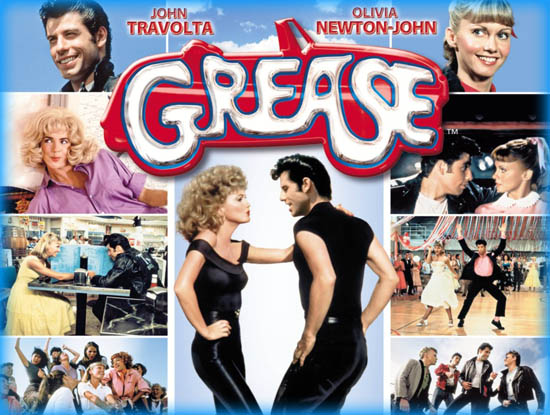 JOHN
TRAVOLTA
OLIVIA
NEWTON-JOHN
GREASE
™